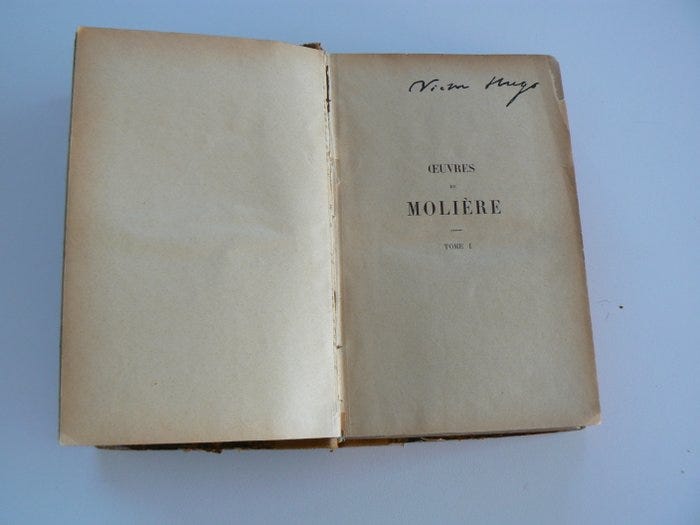 Victor Hugo
ŒUVRES
DE
MOLIÈRE
TOME I